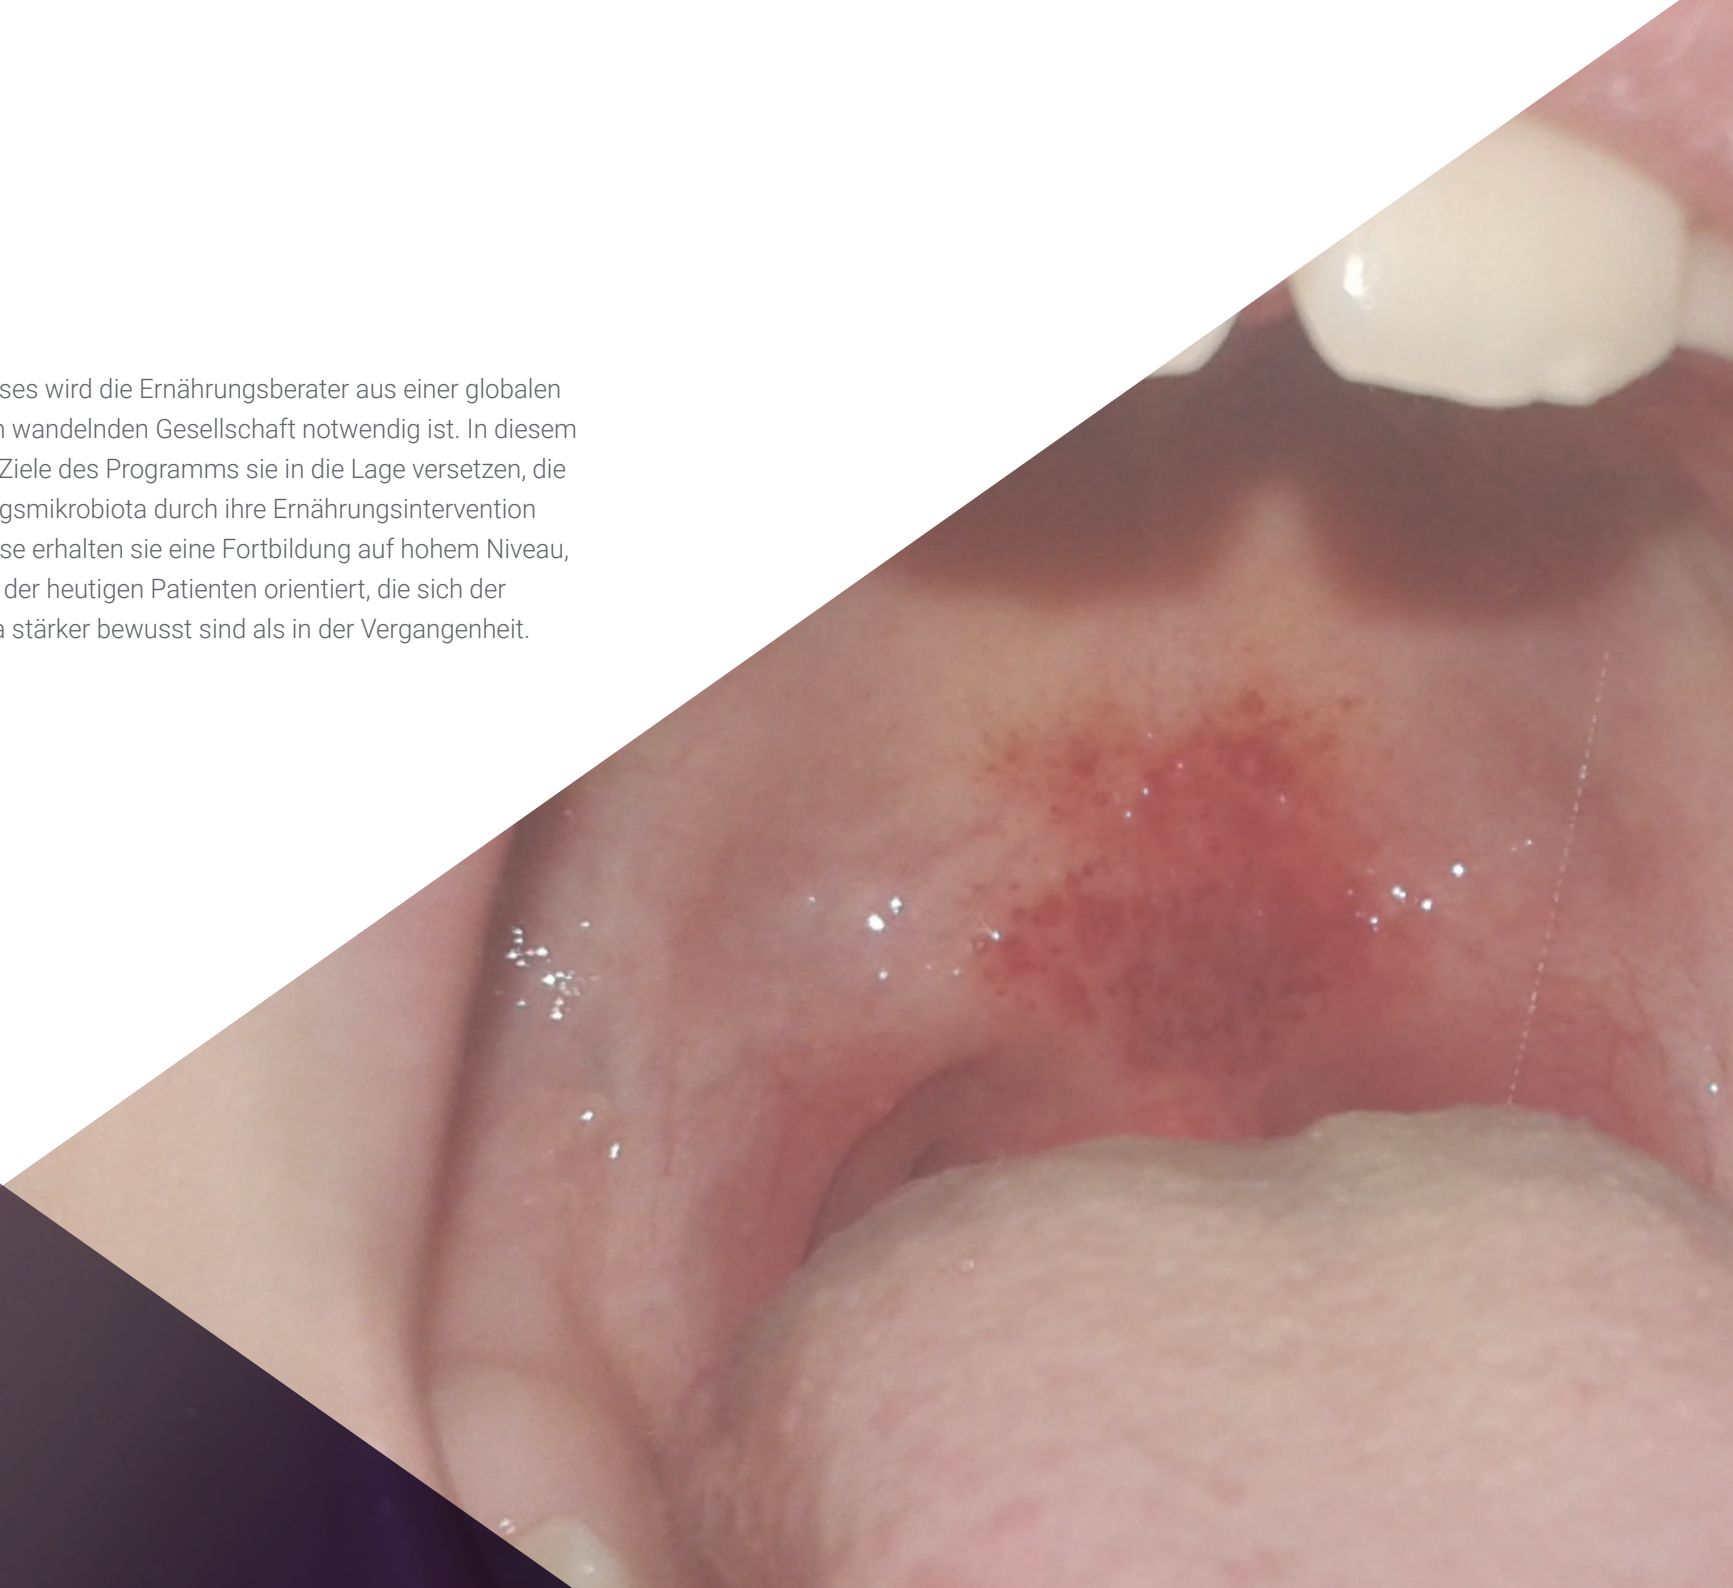 ses wird die Ernährungsberater aus einer globalen
wandelnden Gesellschaft notwendig ist. In diesem
Ziele des Programms sie in die Lage versetzen, die
gsmikrobiota durch ihre Ernährungsintervention
se erhalten sie eine Fortbildung auf hohem Niveau,
der heutigen Patienten orientiert, die sich der
a stärker bewusst sind als in der Vergangenheit.